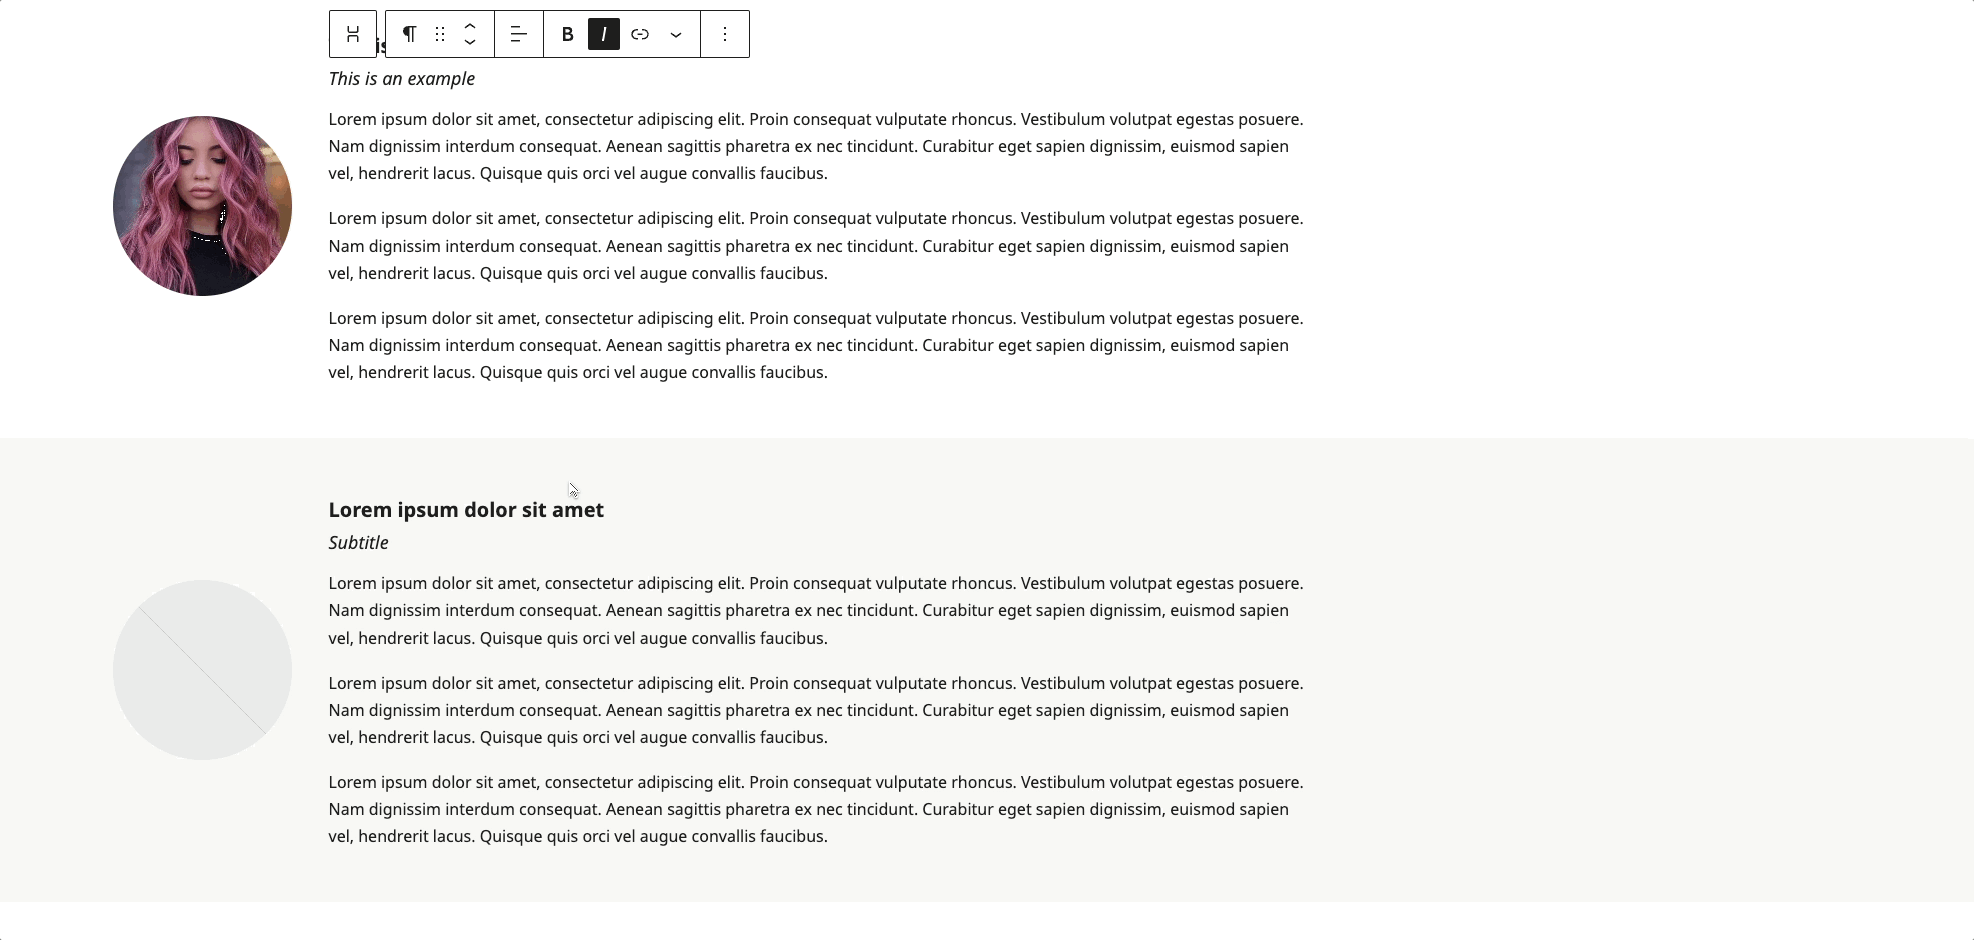 B I
This is an example
Lorem ipsum dolor sit amet, consectetur adipiscing elit. Proin consequat vulputate rhoncus. Vestibulum volutpat egestas posuere.
Nam dignissim interdum consequat. Aenean sagittis pharetra ex nec tincidunt. Curabitur eget sapien dignissim, euismod sapien
vel, hendrerit lacus. Quisque quis orci vel augue convallis faucibus.
Lorem ipsum dolor sit amet, consectetur adipiscing elit. Proin consequat vulputate rhoncus. Vestibulum volutpat egestas posuere.
Nam dignissim interdum consequat. Aenean sagittis pharetra ex nec tincidunt. Curabitur eget sapien dignissim, euismod sapien
vel, hendrerit lacus. Quisque quis orci vel augue convallis faucibus.
Lorem ipsum dolor sit amet, consectetur adipiscing elit. Proin consequat vulputate rhoncus. Vestibulum volutpat egestas posuere.
Nam dignissim interdum consequat. Aenean sagittis pharetra ex nec tincidunt. Curabitur eget sapien dignissim, euismod sapien
vel, hendrerit lacus. Quisque quis orci vel augue convallis faucibus.
Lorem ipsum dolor sit amet
Subtitle
Lorem ipsum dolor sit amet, consectetur adipiscing elit. Proin consequat vulputate rhoncus. Vestibulum volutpat egestas posuere.
Nam dignissim interdum consequat. Aenean sagittis pharetra ex nec tincidunt. Curabitur eget sapien dignissim, euismod sapien
vel, hendrerit lacus. Quisque quis orci vel augue convallis faucibus.
Lorem ipsum dolor sit amet, consectetur adipiscing elit. Proin consequat vulputate rhoncus. Vestibulum volutpat egestas posuere.
Nam dignissim interdum consequat. Aenean sagittis pharetra ex nec tincidunt. Curabitur eget sapien dignissim, euismod sapien
vel, hendrerit lacus. Quisque quis orci vel augue convallis faucibus.
Lorem ipsum dolor sit amet, consectetur adipiscing elit. Proin consequat vulputate rhoncus. Vestibulum volutpat egestas posuere.
Nam dignissim interdum consequat. Aenean sagittis pharetra ex nec tincidunt. Curabitur eget sapien dignissim, euismod sapien
vel, hendrerit lacus. Quisque quis orci vel augue convallis faucibus.